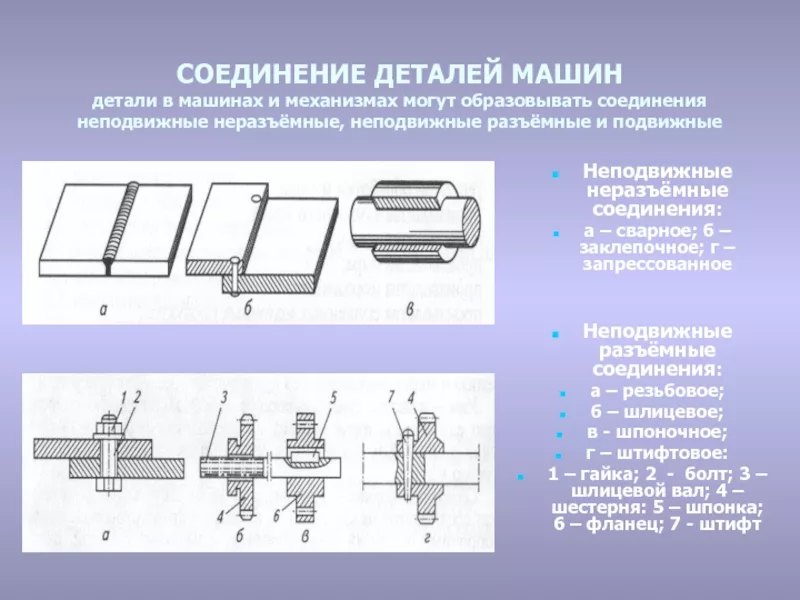 СОЕДИНЕНИЕ ДЕТАЛЕЙ МАШИН
детали в машинах и механизмах могут образовывать соединения
неподвижные неразъёмные, неподвижные разъёмные и подвижные
Неподвижные
неразъёмные
соединения:
а – сварное; б –
заклепочное; г –
запрессованное
Неподвижные
разъёмные
соединения:
а – резьбовое;
б – шлицевое;
в - шпоночное;
г – штифтовое:
1 – гайка; 2 - болт; 3 –
шлицевой вал; 4 –
шестерня: 5 – шпонка;
6 – фланец; 7 - штифт
а б в
1 2 3 5 7 4
4 6
а б в г